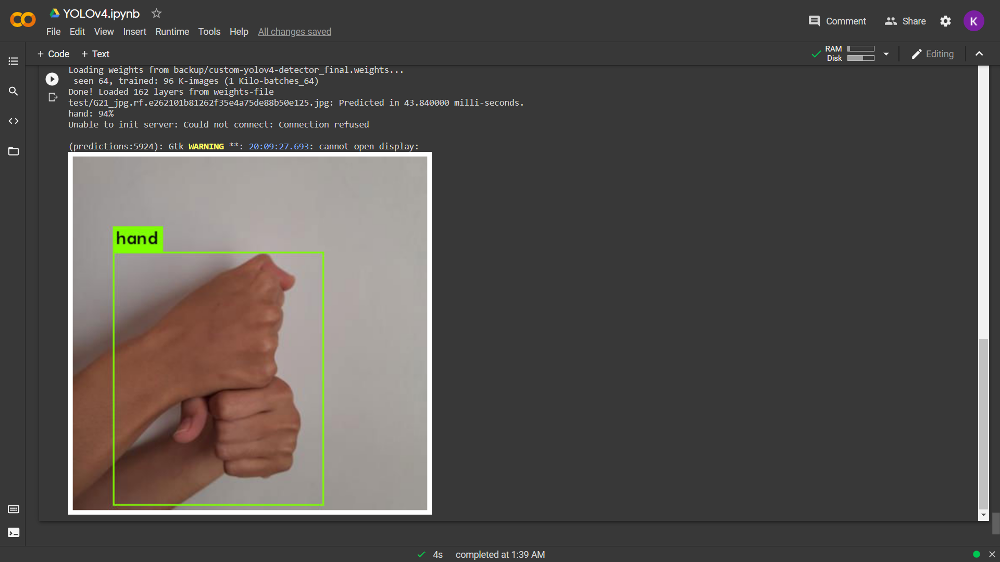 YOLOv4.ipynb
File Edit View Insert Runtime Tools Help All changes saved
Comment Share K
+ Code + Text
RAM
Disk
Editing
Loading weights from backup/custom-yolov4-detector_final.weights...
seen 64, trained: 96 K-images (1 Kilo-batches_64)
Done! Loaded 162 layers from weights-file
test/G21_jpg.rf.e262101b81262f35e4a75de88b50e125.jpg: Predicted in 43.840000 milli-seconds.
hand: 94%
Unable to init server: Could not connect: Connection refused
(predictions:5924): Gtk-WARNING **: 20:09:27.693: cannot open display:
hand
4s completed at 1:39 AM